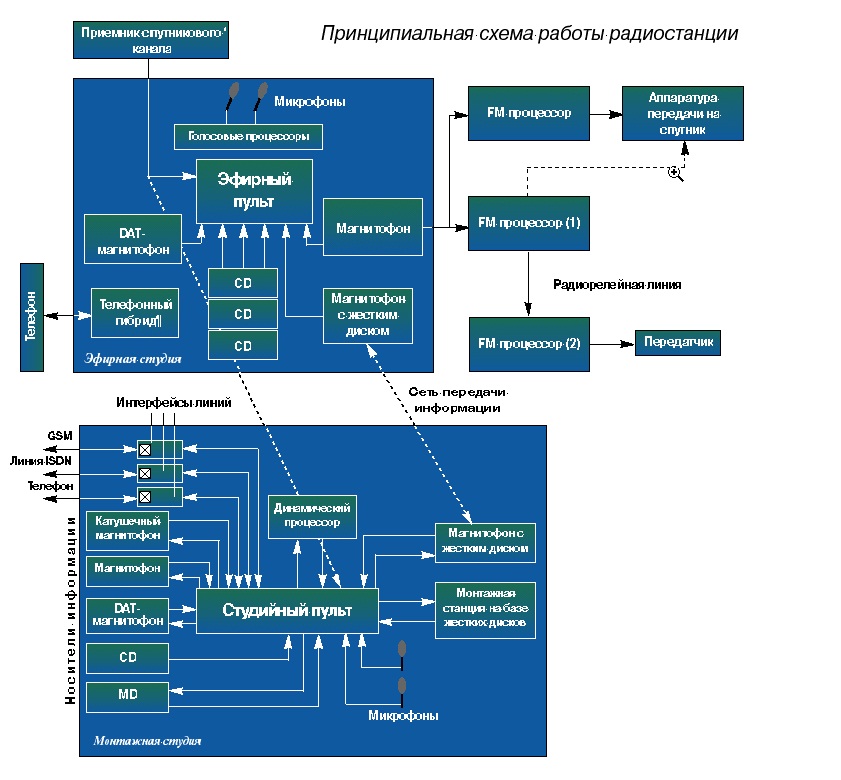 Принципиальная схема работы радиостанции
Приемник спутникового
канала
Микрофоны
Голосовые процессоры
Эфирный
пульт
DAT-
магнитофон
Магнитофон
CD
CD
CD
Телефон
Телефонный
гибрид¶
Магнитофон
с жестким
диском
Эфирная студия
FM-процессор
Аппаратура
передачи на
спутник
FM-процессор (1)
Радиорелейная линия
FM-процессор (2)
Передатчик
Сеть передачи
информации
Интерфейсы линий
GSM
Линия ISDN
Телефон
Носители информации
Катушечный
магнитофон
Магнитофон
DAT-
магнитофон
CD
MD
Динамический
процессор
Студийный пульт
Магнитофон с
жестким диском
Монтажная
станция на базе
жестких дисков
Микрофоны
Монтажная студия